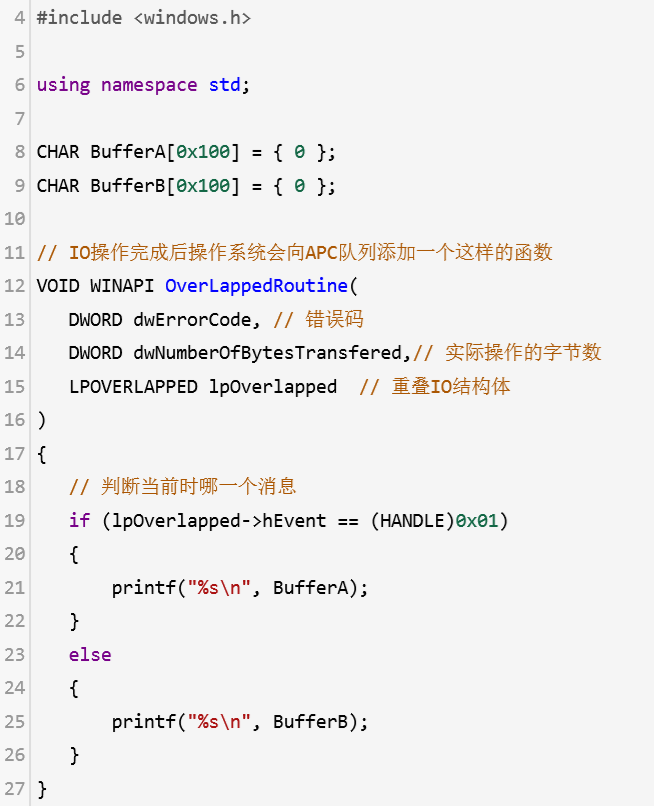 4 #include <windows.h>
5
6 using namespace std;
7
8 CHAR BufferA[0x100] = { 0 };
9 CHAR BufferB[0x100] = { 0 };
10
11 // IO操作完成后操作系统会向APC队列添加一个这样的函数
12 VOID WINAPI OverLappedRoutine(
13    DWORD dwErrorCode, // 错误码
14    DWORD dwNumberOfBytesTransfered,// 实际操作的字节数
15    LPOVERLAPPED lpOverlapped  // 重叠IO结构体
16 )
17 {
18    // 判断当前时哪一个消息
19    if (lpOverlapped->hEvent == (HANDLE)0x01)
20    {
21        printf("%s\n", BufferA);
22    }
23    else
24    {
25        printf("%s\n", BufferB);
26    }
27 }